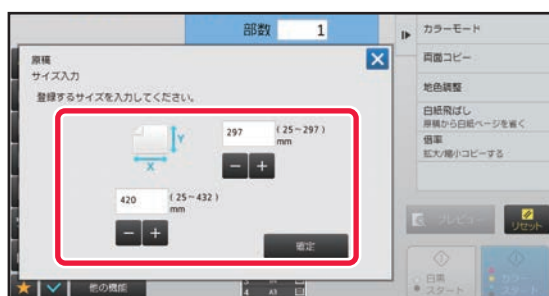 部数 1
カラーモード
両面コピー
地色調整
白紙飛ばし
原稿から白紙ページを省く
倍率
拡大/縮小コピーする
原稿
サイズ入力
登録するサイズを入力してください。
Y
X
297 (25~297)
mm
420 (25~432)
mm
確定
プレビュー
リセット
他の機能
4 A3
白黒
スタート
カラー
スタート